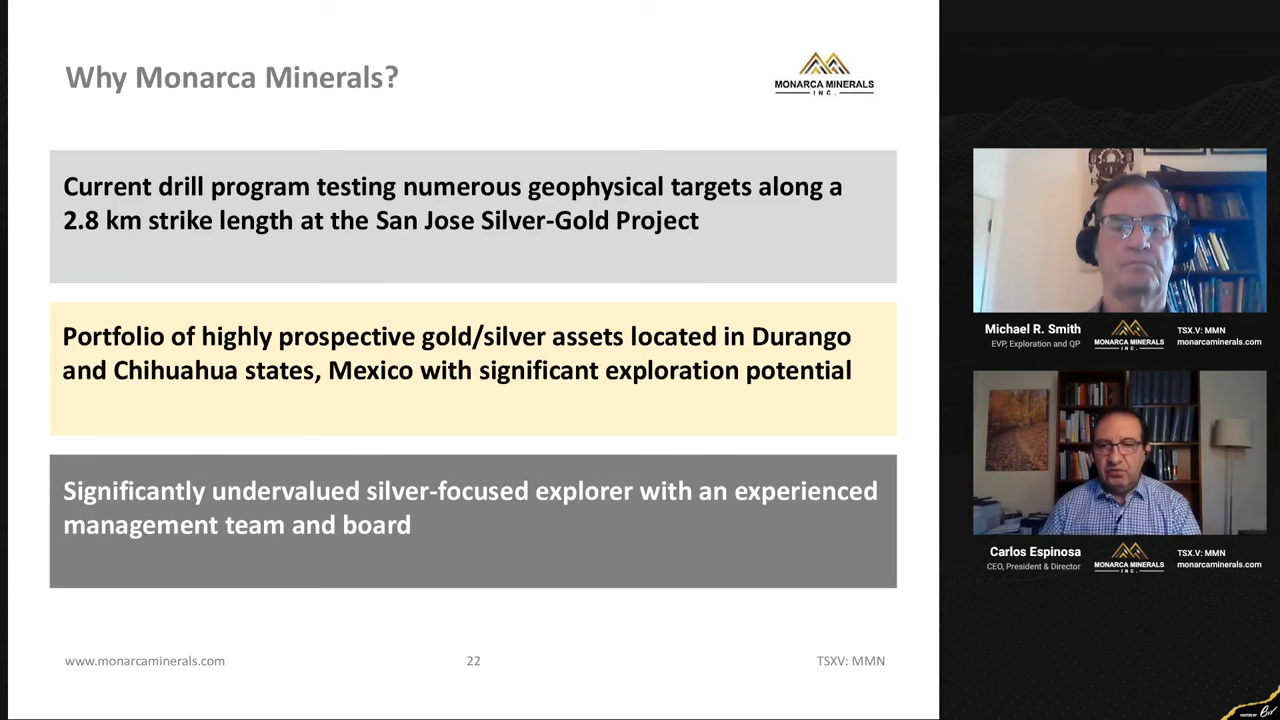 Why Monarca Minerals?
MONARCA MINERALS
INC.
Current drill program testing numerous geophysical targets along a
2.8 km strike length at the San Jose Silver-Gold Project
Portfolio of highly prospective gold/silver assets located in Durango
and Chihuahua states, Mexico with significant exploration potential
Significantly undervalued silver-focused explorer with an experienced
management team and board
www.monarcaminerals.com
22
TSXV: MMN
Michael R. Smith
EVP, Exploration and QP
MONARCA MINERALS
INC.
TSX.V: MMN
monarcaminerals.com
Carlos Espinosa
CEO, President & Director
MONARCA MINERALS
INC.
TSX.V: MMN
monarcaminerals.com
HOSTED BY